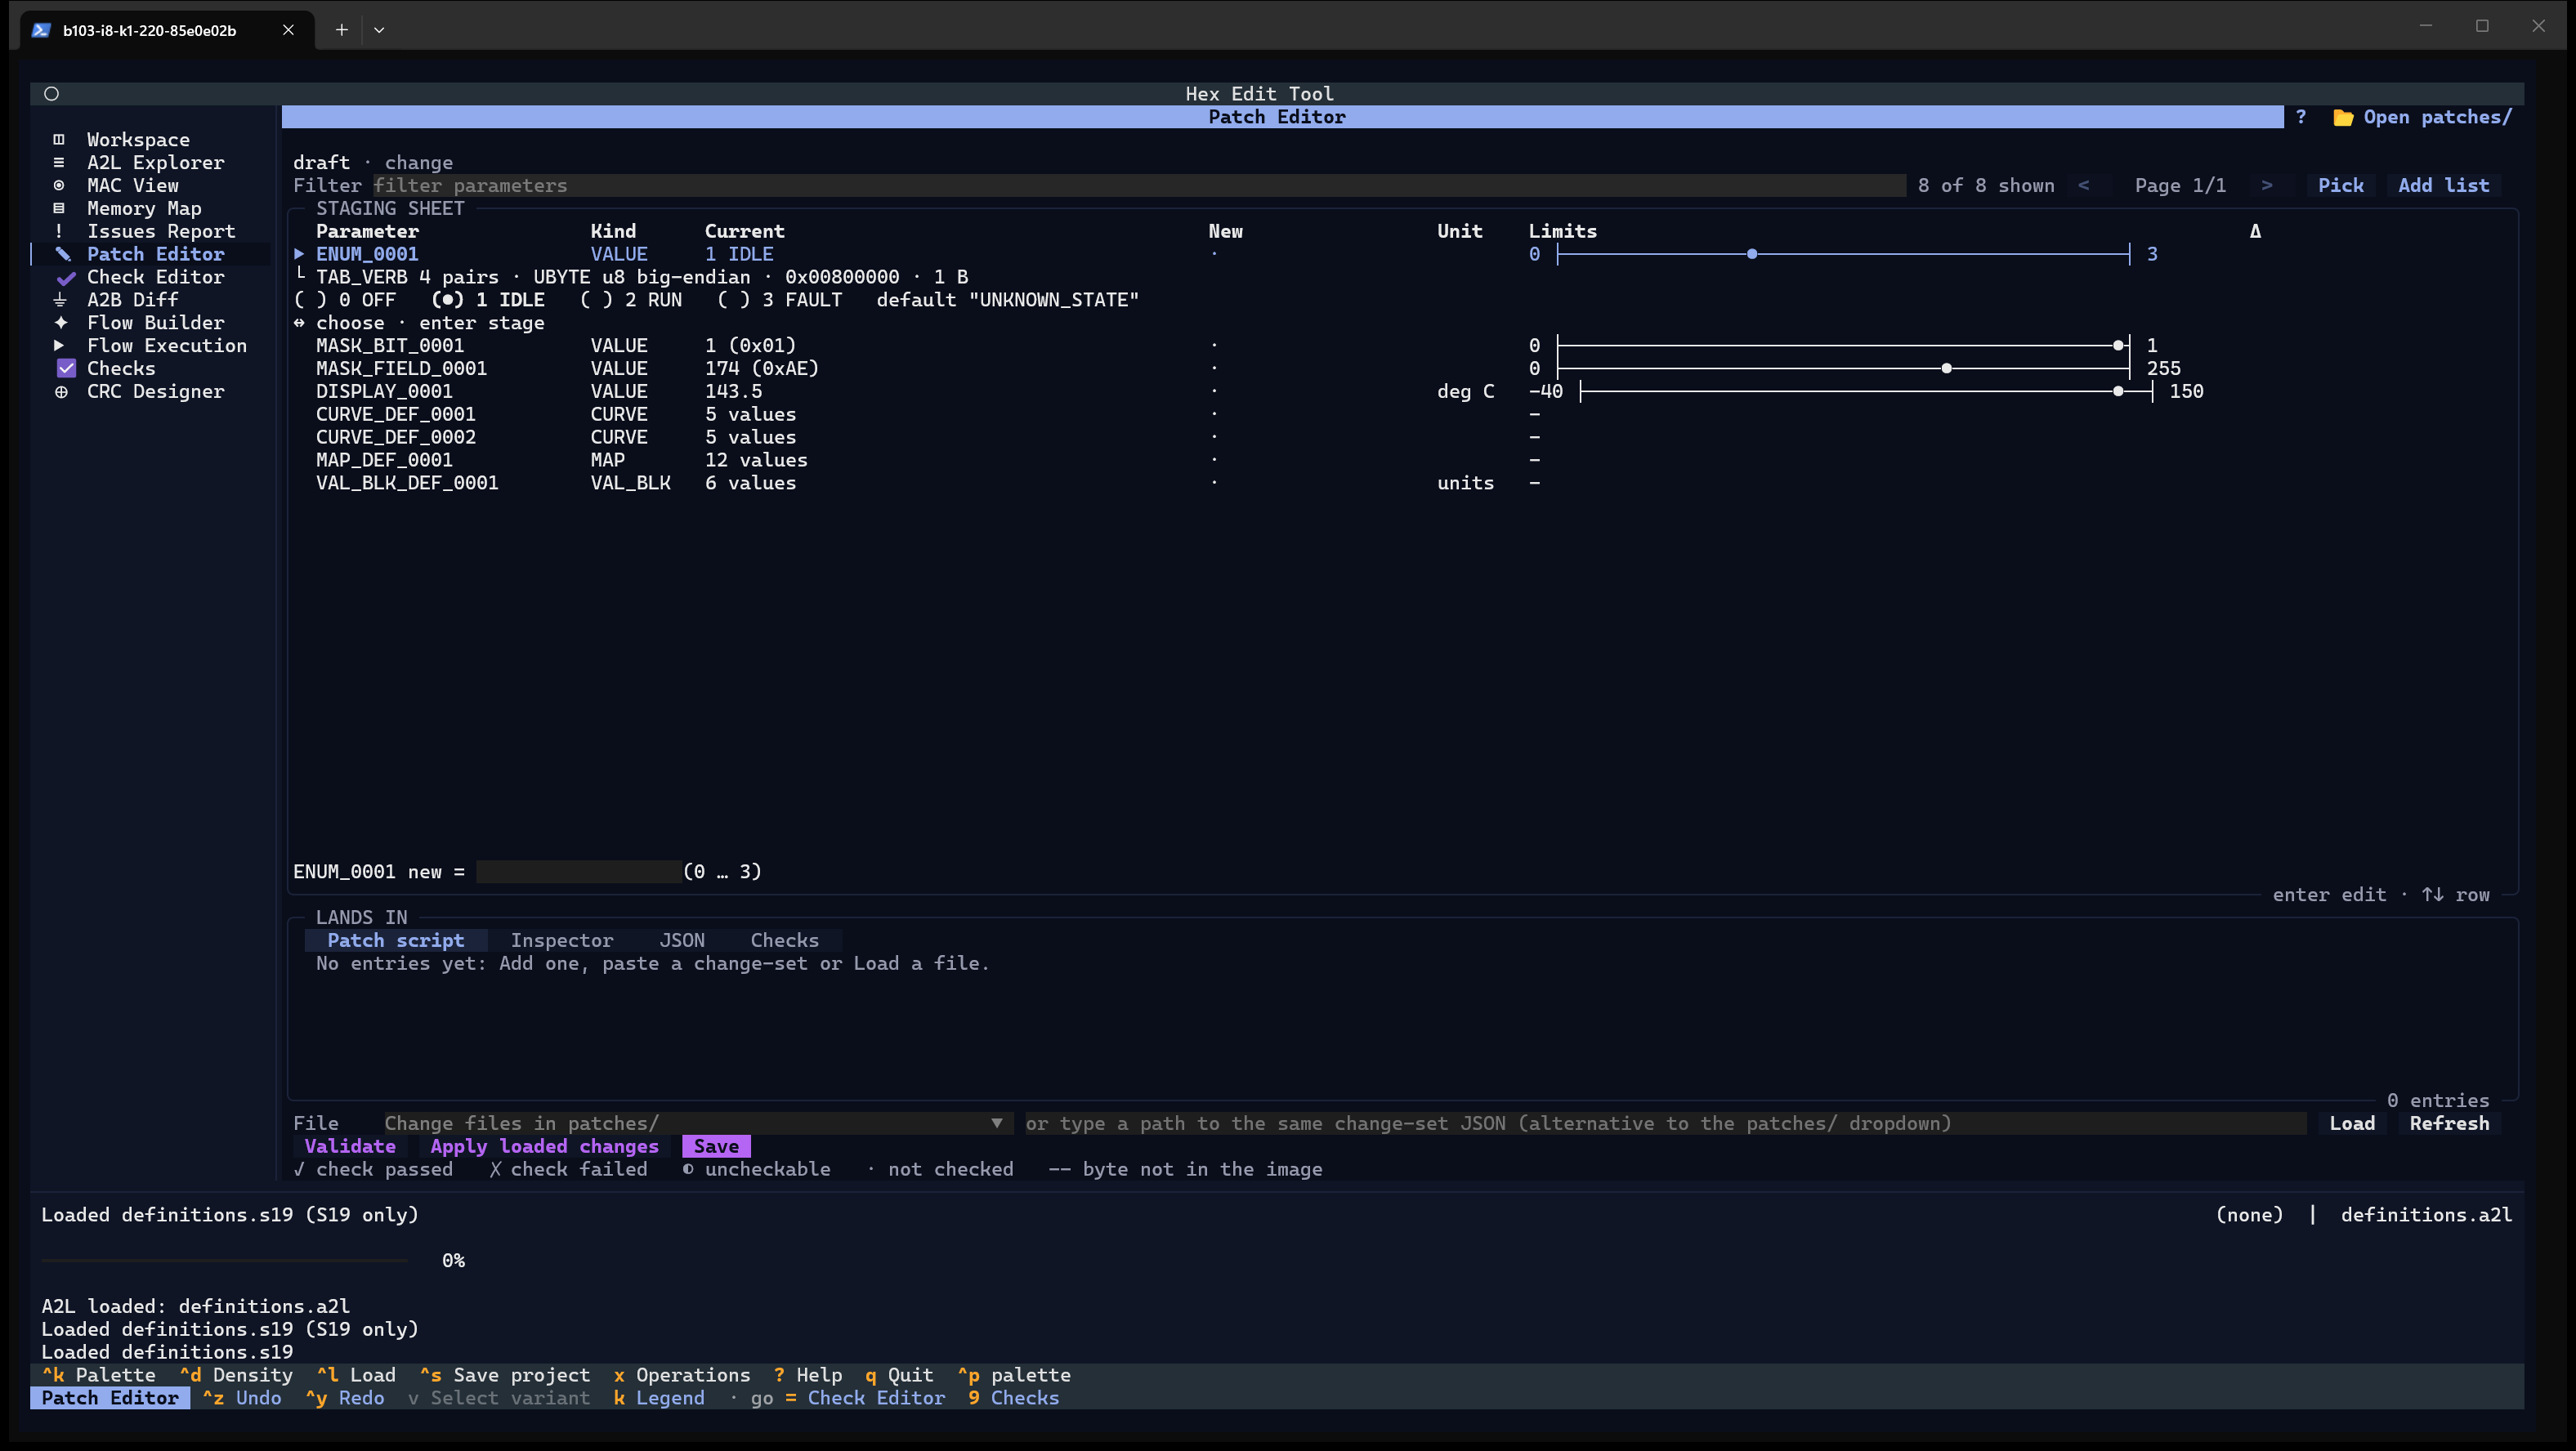 b103-i8-k1-220-85e0e02b
Hex Edit Tool
Patch Editor ? Open patches/
Workspace
A2L Explorer
MAC View
Memory Map
! Issues Report
Patch Editor
Check Editor
A2B Diff
Flow Builder
Flow Execution
Checks
CRC Designer
draft · change
Filter filter parameters 8 of 8 shown < Page 1/1 > Pick Add list
STAGING SHEET
Parameter Kind Current New Unit Limits Δ
▶ ENUM_0001 VALUE 1 IDLE · 0 3
└ TAB_VERB 4 pairs · UBYTE u8 big-endian · 0x00800000 · 1 B
( ) 0 OFF (●) 1 IDLE ( ) 2 RUN ( ) 3 FAULT default "UNKNOWN_STATE"
↔ choose · enter stage
MASK_BIT_0001 VALUE 1 (0x01) · 0 1
MASK_FIELD_0001 VALUE 174 (0xAE) · 0 255
DISPLAY_0001 VALUE 143.5 · deg C -40 150
CURVE_DEF_0001 CURVE 5 values · -
CURVE_DEF_0002 CURVE 5 values · -
MAP_DEF_0001 MAP 12 values · -
VAL_BLK_DEF_0001 VAL_BLK 6 values · units -
ENUM_0001 new = (0 … 3)
enter edit · ↑↓ row
LANDS IN
Patch script Inspector JSON Checks
No entries yet: Add one, paste a change-set or Load a file.
0 entries
File Change files in patches/ ▼ or type a path to the same change-set JSON (alternative to the patches/ dropdown) Load Refresh
Validate Apply loaded changes Save
√ check passed ╳ check failed ◐ uncheckable · not checked -- byte not in the image
Loaded definitions.s19 (S19 only) (none) | definitions.a2l
0%
A2L loaded: definitions.a2l
Loaded definitions.s19 (S19 only)
Loaded definitions.s19
^k Palette ^d Density ^l Load ^s Save project x Operations ? Help q Quit ^p palette
Patch Editor ^z Undo ^y Redo v Select variant k Legend · go = Check Editor 9 Checks